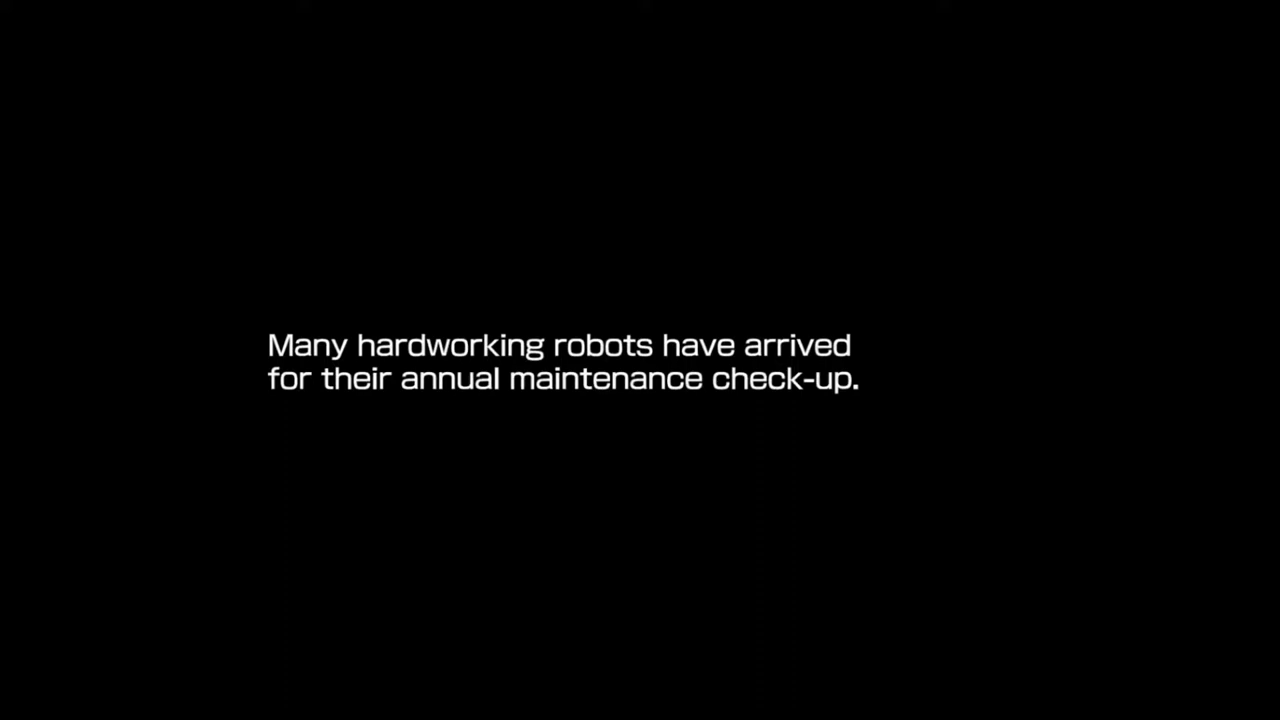 Many hardworking robots have arrived
for their annual maintenance check-up.